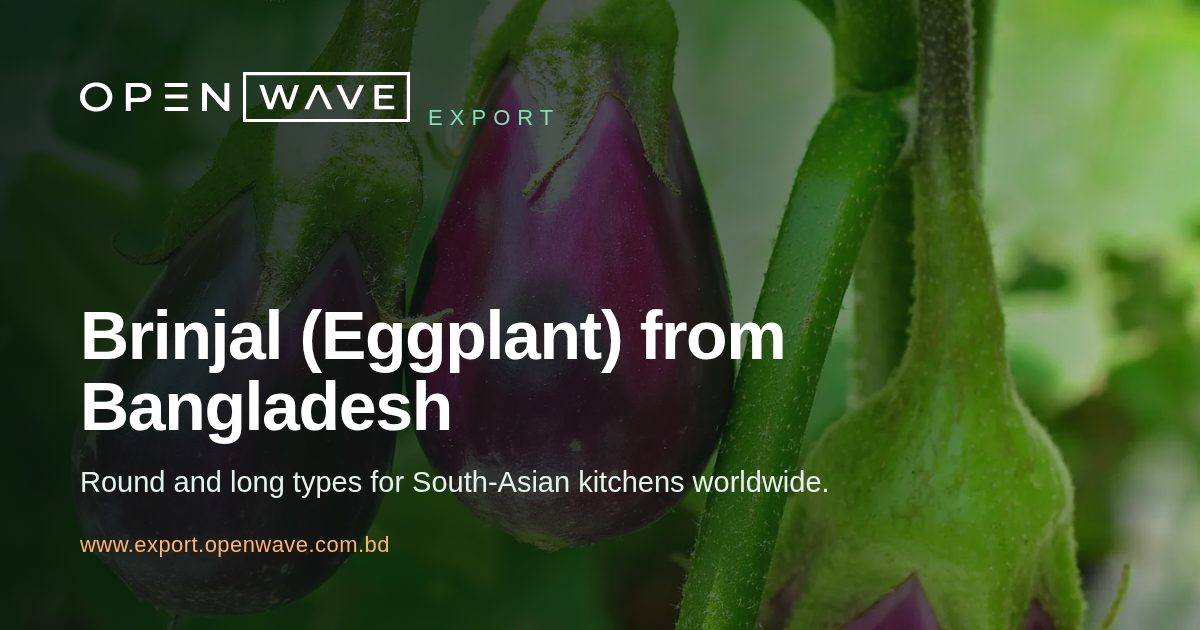 OPEN WAVE EXPORT
Brinjal (Eggplant) from
Bangladesh
Round and long types for South-Asian kitchens worldwide.
www.export.openwave.com.bd